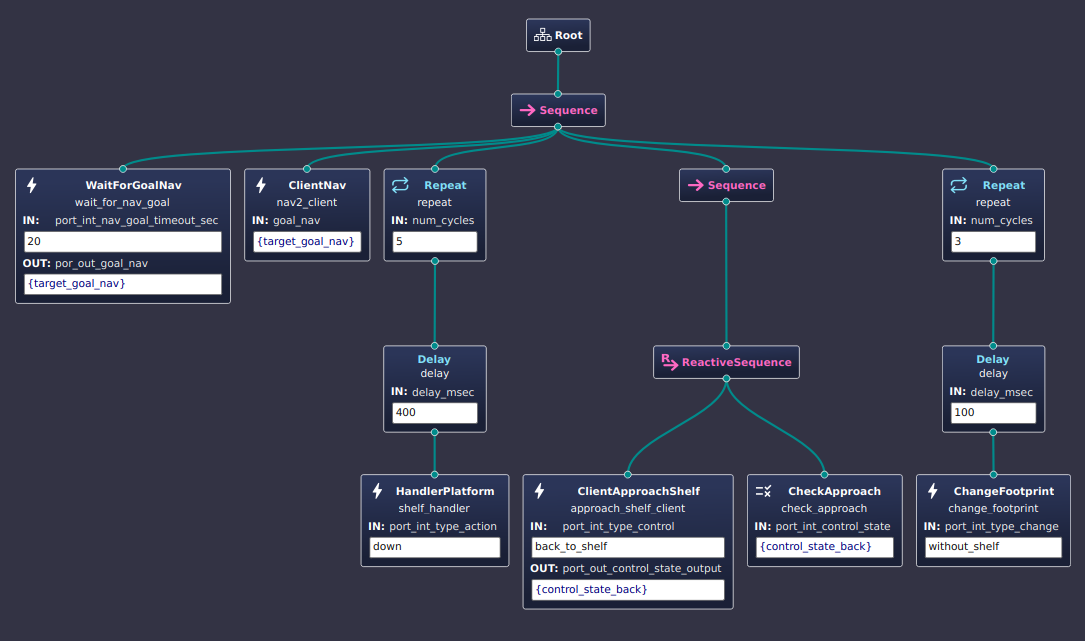 Root
Sequence
WaitForGoalNav
wait_for_nav_goal
IN: port_int_nav_goal_timeout_sec
20
OUT: por_out_goal_nav
{target_goal_nav}
ClientNav
nav2_client
IN: goal_nav
{target_goal_nav}
Repeat
repeat
IN: num_cycles
5
Sequence
Repeat
repeat
IN: num_cycles
3
Delay
delay
IN: delay_msec
400
R ReactiveSequence
Delay
delay
IN: delay_msec
100
HandlerPlatform
shelf_handler
IN: port_int_type_action
down
ClientApproachShelf
approach_shelf_client
IN: port_int_type_control
back_to_shelf
OUT: port_out_control_state_output
{control_state_back}
CheckApproach
check_approach
IN: port_int_control_state
{control_state_back}
ChangeFootprint
change_footprint
IN: port_int_type_change
without_shelf